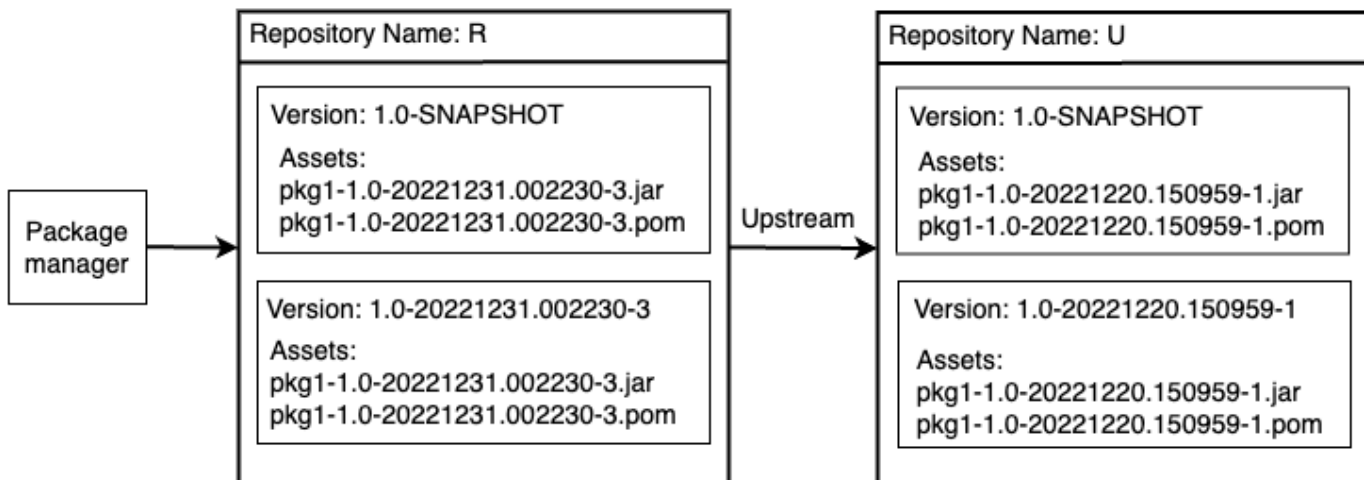 Package
manager
Repository Name: R
Version: 1.0-SNAPSHOT
Assets:
pkg1-1.0-20221231.002230-3.jar
pkg1-1.0-20221231.002230-3.pom
Version: 1.0-20221231.002230-3
Assets:
pkg1-1.0-20221231.002230-3.jar
pkg1-1.0-20221231.002230-3.pom
Upstream
Repository Name: U
Version: 1.0-SNAPSHOT
Assets:
pkg1-1.0-20221220.150959-1.jar
pkg1-1.0-20221220.150959-1.pom
Version: 1.0-20221220.150959-1
Assets:
pkg1-1.0-20221220.150959-1.jar
pkg1-1.0-20221220.150959-1.pom